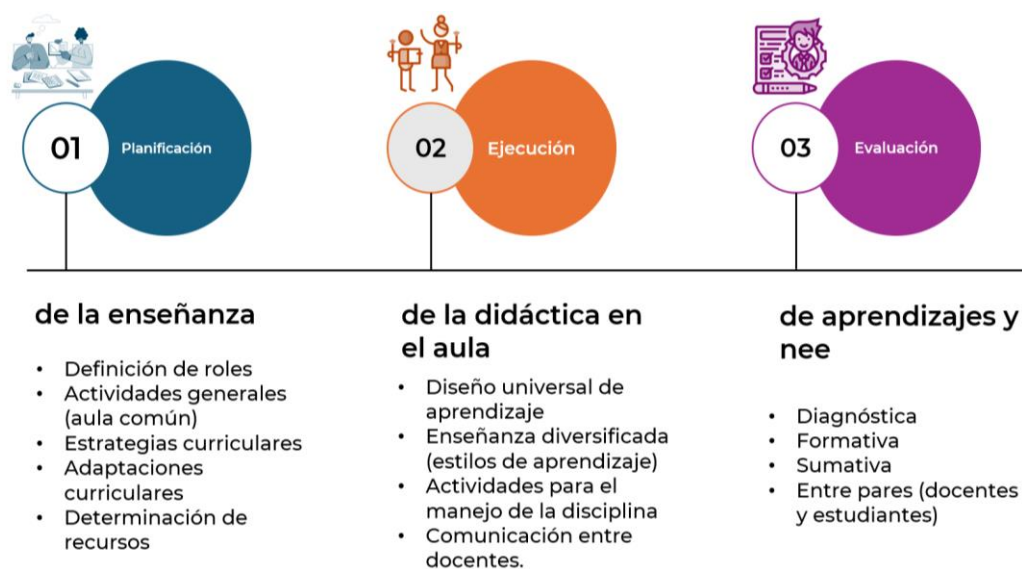 01
Planificación
de la enseñanza
• Definición de roles
• Actividades generales
(aula común)
• Estrategias curriculares
• Adaptaciones
curriculares
• Determinación de
recursos
02
Ejecución
de la didáctica en
el aula
• Diseño universal de
aprendizaje
• Enseñanza diversificada
(estilos de aprendizaje)
• Actividades para el
manejo de la disciplina
• Comunicación entre
docentes.
03
Evaluación
de aprendizajes y
nee
• Diagnóstica
• Formativa
• Sumativa
• Entre pares (docentes
y estudiantes)